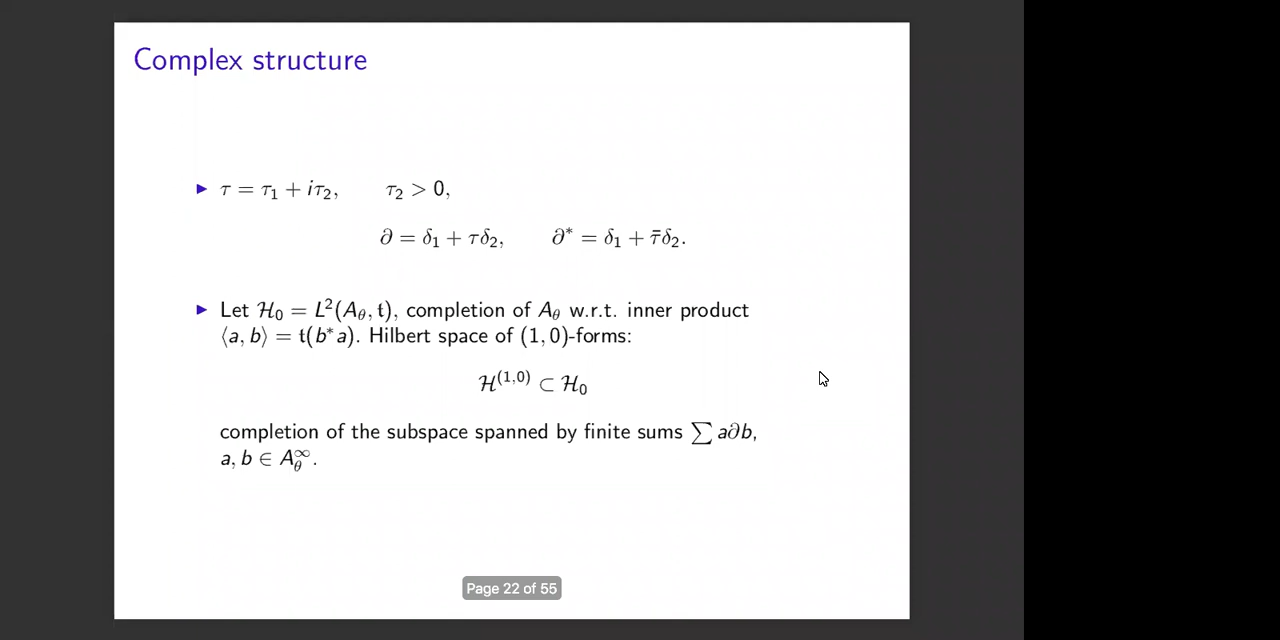 Complex structure
▶ τ = τ₁ + iτ₂, τ₂ > 0,
∂ = δ₁ + τδ₂, ∂* = δ₁ + τ̄δ₂.
▶ Let ℋ₀ = L²(A_θ, 𝔱), completion of A_θ w.r.t. inner product
⟨a, b⟩ = 𝔱(b*a). Hilbert space of (1, 0)-forms:
ℋ^(1,0) ⊂ ℋ₀
completion of the subspace spanned by finite sums ∑ a∂b,
a, b ∈ A_θ^∞.
Page 22 of 55